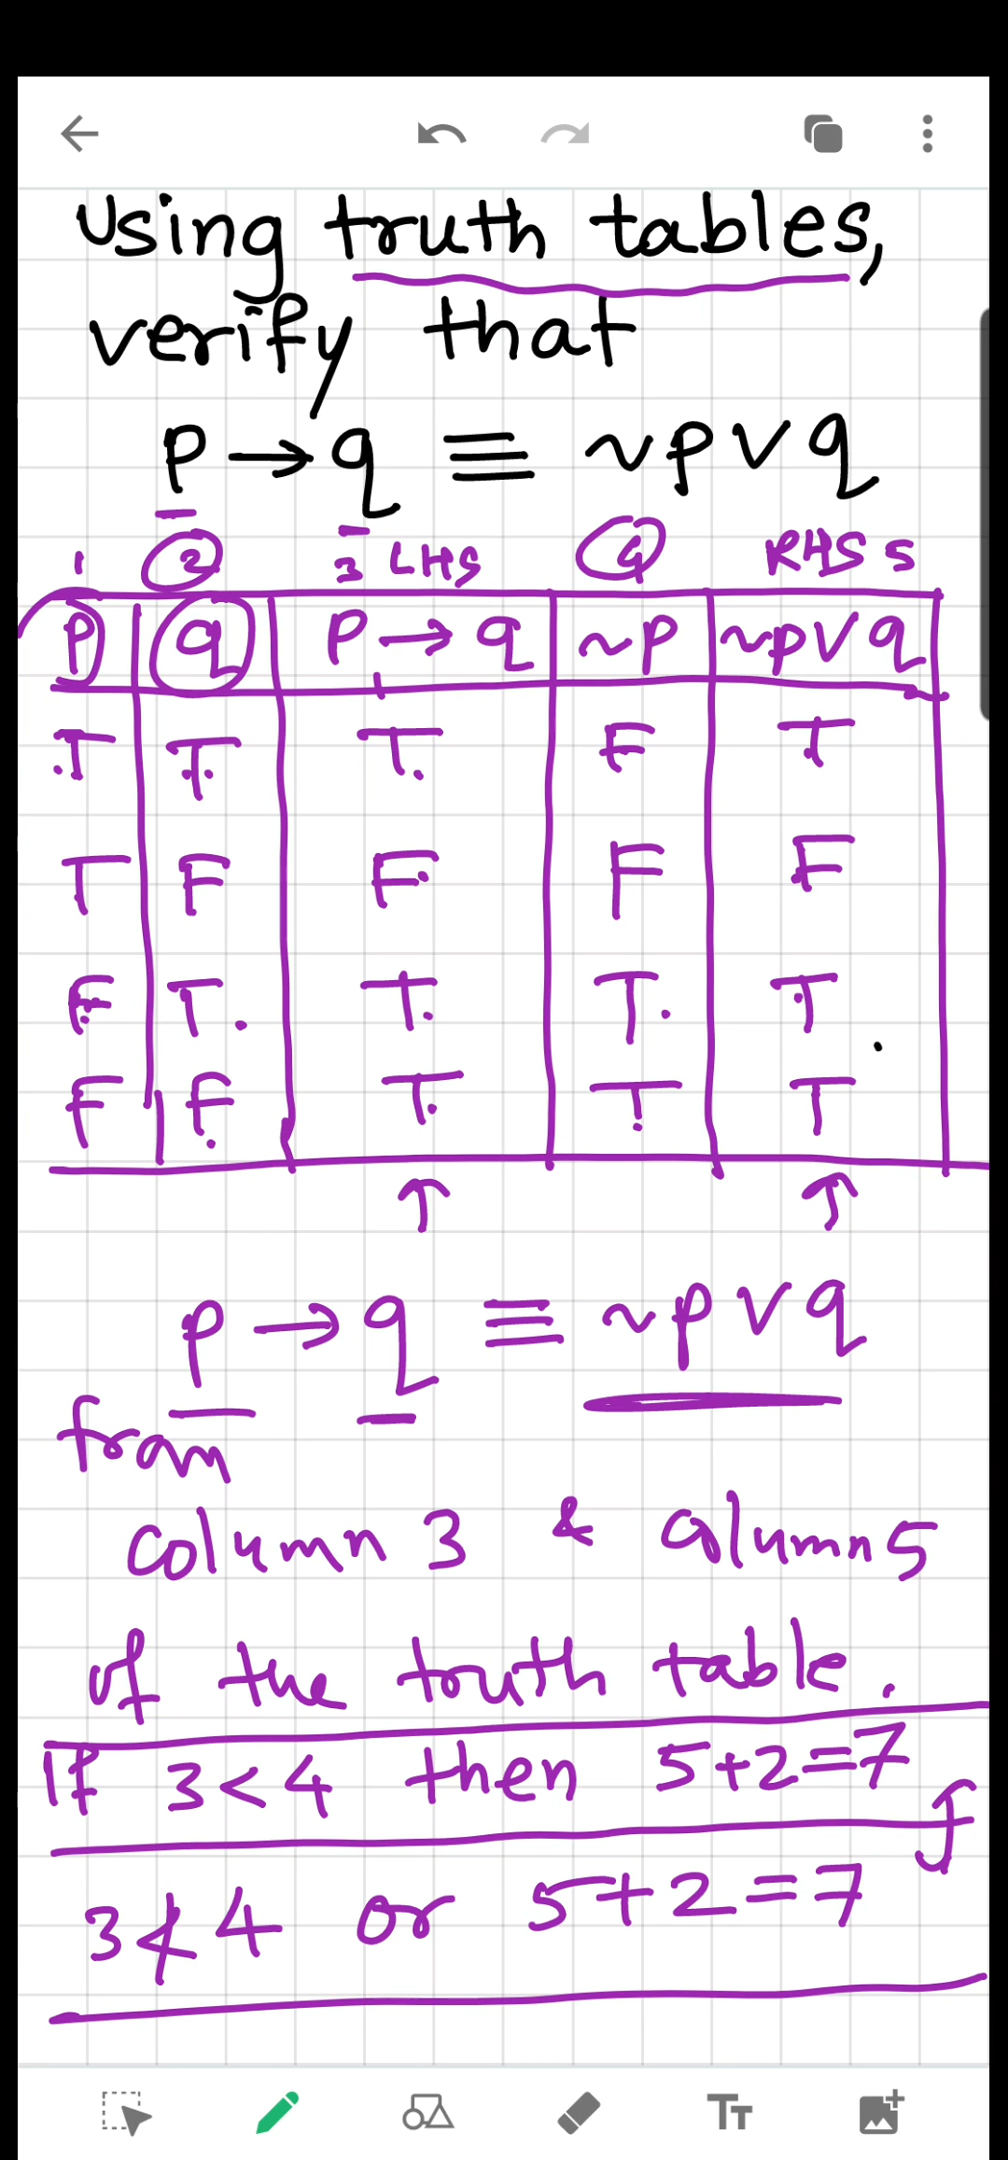 Using truth tables,
verify that
p → q ≡ ~p ∨ q
1 2 3 LHS 4 RHS 5
p q p → q ~p ~p ∨ q
T T T F T
T F F F F
F T T T T
F F T T T
p → q ≡ ~p ∨ q
from
column 3 & column 5
of the truth table.
If 3 < 4 then 5+2=7
3 ≮ 4 or 5+2=7
TT